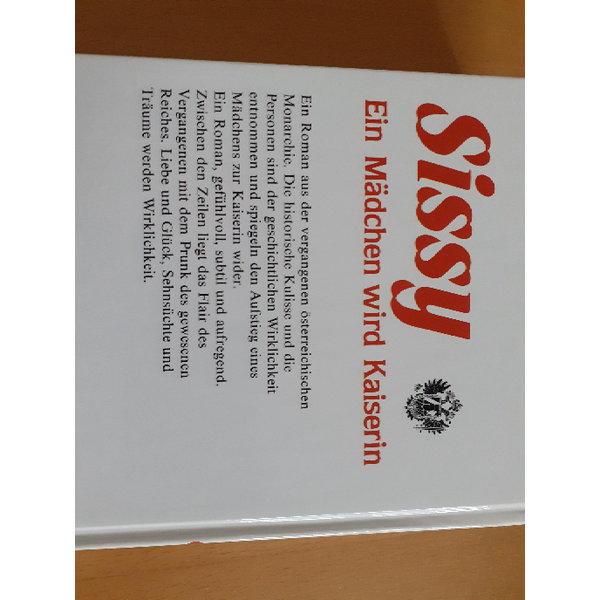 Sissy
Ein Mädchen wird Kaiserin
Ein Roman aus der vergangenen österreichischen
Monarchie. Die historische Kulisse und die
Personen sind der geschichtlichen Wirklichkeit
entnommen und spiegeln den Aufstieg eines
Mädchens zur Kaiserin wider.
Ein Roman, gefühlvoll, subtil und aufregend.
Zwischen den Zeilen liegt das Flair des
Vergangenen mit dem Prunk des gewesenen
Reiches. Liebe und Glück, Sehnsüchte und
Träume werden Wirklichkeit.